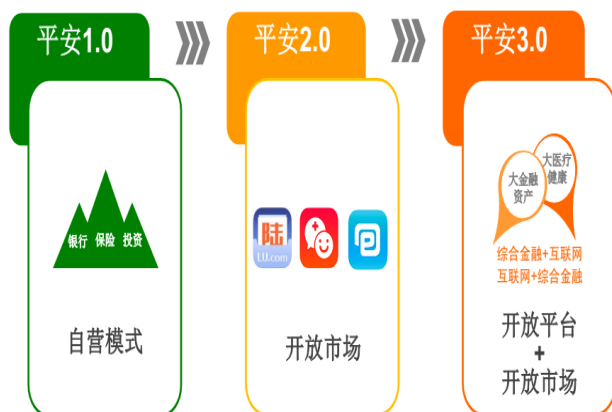 平安1.0
平安2.0
平安3.0
银行 保险 投资
自营模式
陆
LU.com
开放市场
大医疗
健康
大金融
资产
综合金融+互联网
互联网+综合金融
开放平台
+
开放市场